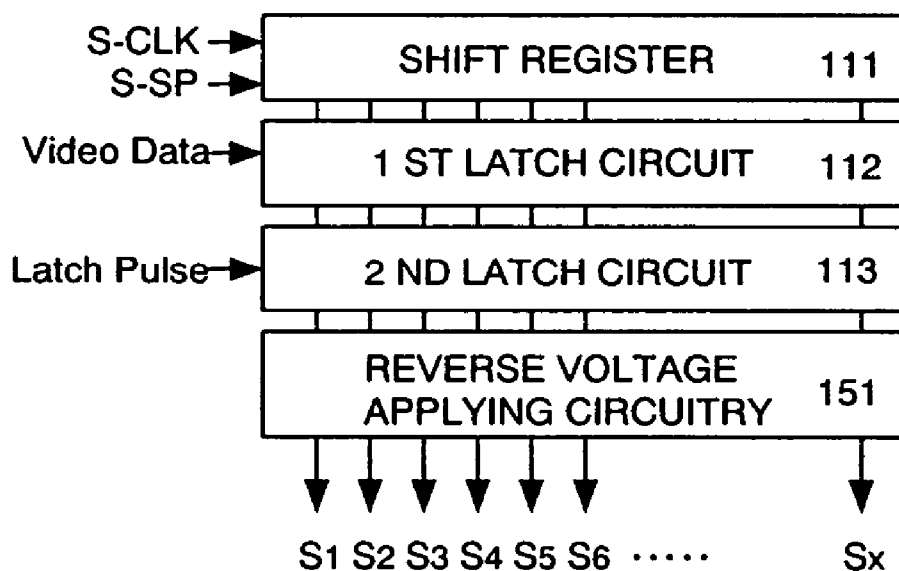 S-CLK
S-SP
SHIFT REGISTER 111
Video Data
1 ST LATCH CIRCUIT 112
Latch Pulse
2 ND LATCH CIRCUIT 113
REVERSE VOLTAGE
APPLYING CIRCUITRY 151
S1 S2 S3 S4 S5 S6 ..... Sx